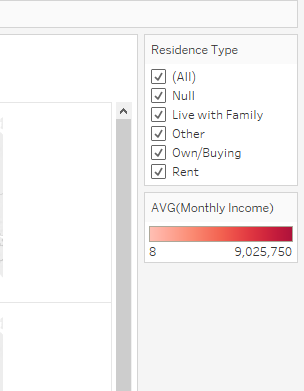 Residence Type
(All)
Null
Live with Family
Other
Own/Buying
Rent
AVG(Monthly Income)
8 9,025,750